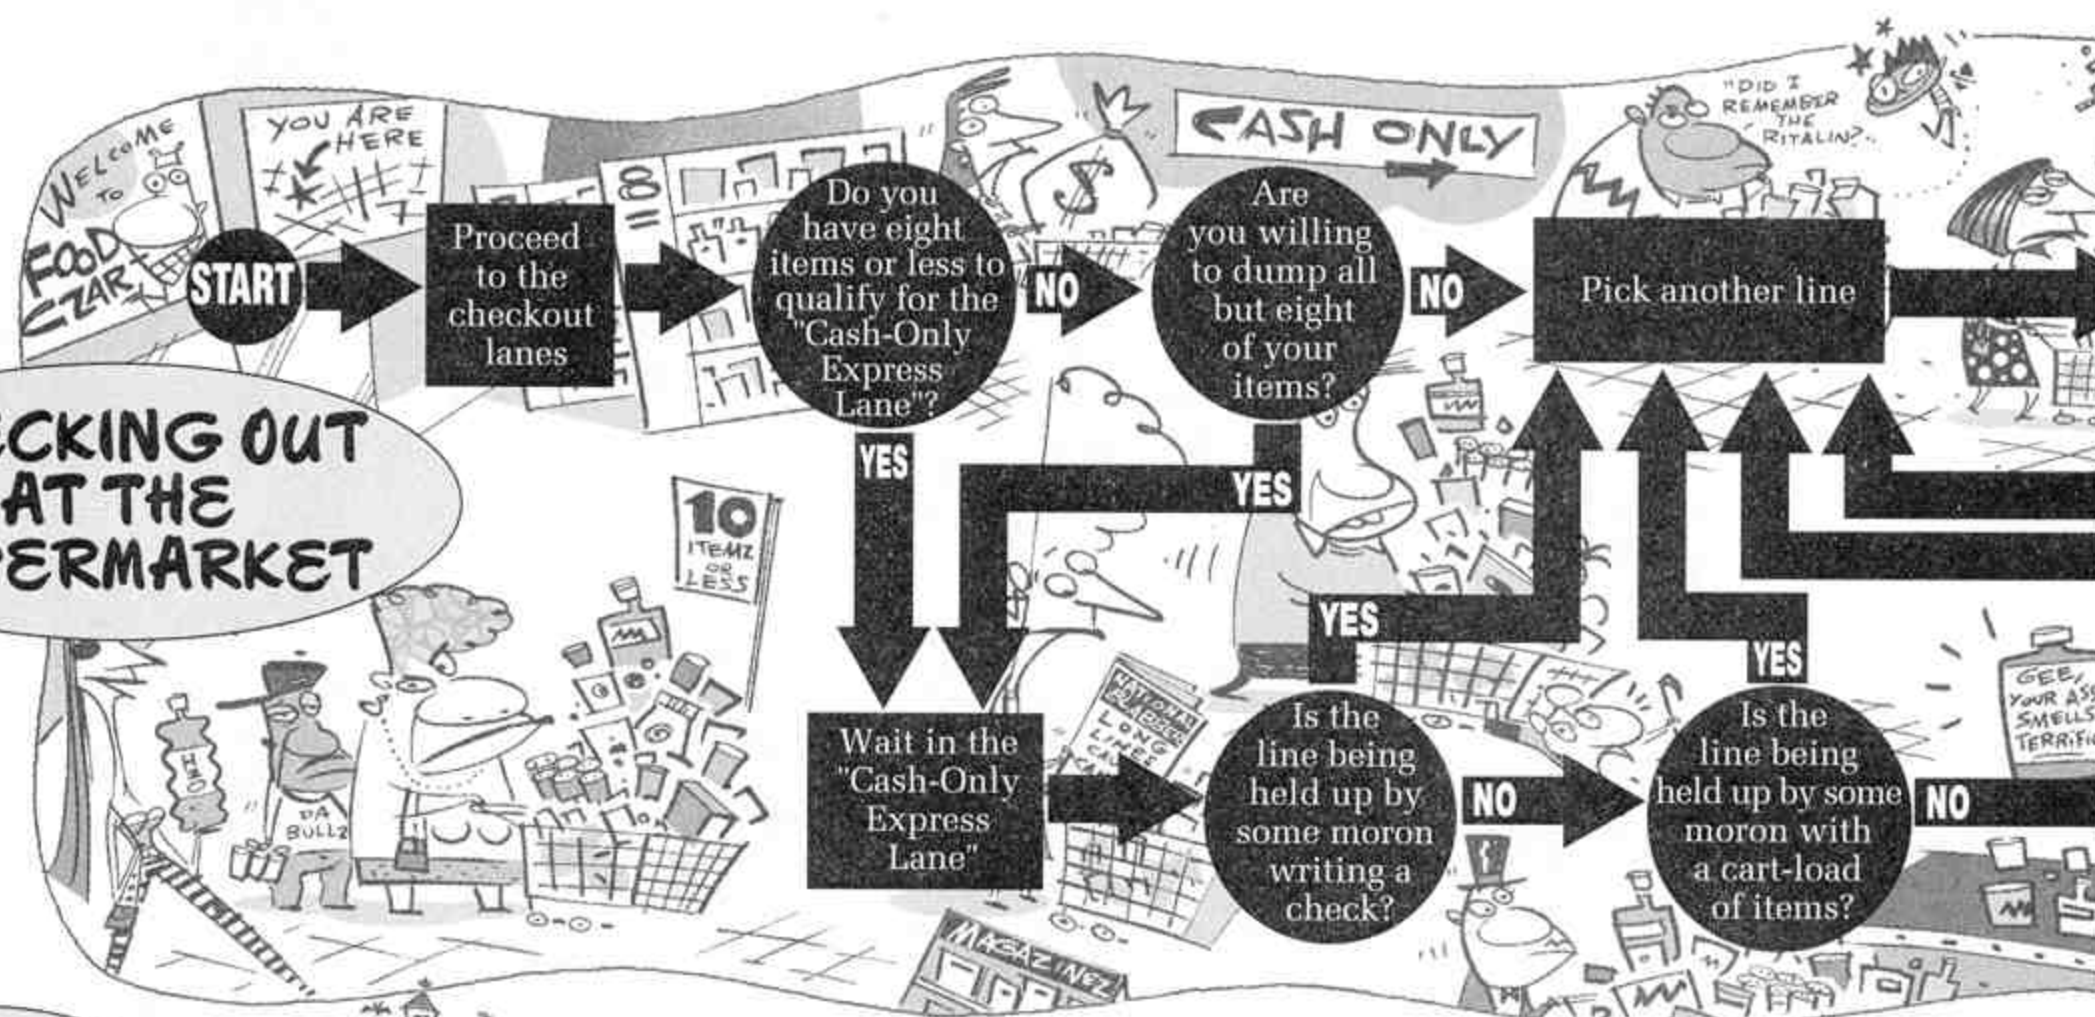 WELCOME
TO
FOOD
CZAR
YOU ARE
HERE
START
Proceed
to the
checkout
lanes
Do you
have eight
items or less to
qualify for the
"Cash-Only
Express
Lane"?
NO
CASH ONLY
Are
you willing
to dump all
but eight
of your
items?
NO
"DID I
REMEMBER
THE
RITALIN?"
Pick another line
YES
YES
CKING OUT
AT THE
ERMARKET
10
ITEMZ
OR
LESS
DA
BULLZ
Wait in the
"Cash-Only
Express
Lane"
LONG
LINES
YES
Is the
line being
held up by
some moron
writing a
check?
NO
YES
Is the
line being
held up by some
moron with
a cart-load
of items?
NO
GEE,
YOUR ASS
SMELLS
MAGAZINEZ